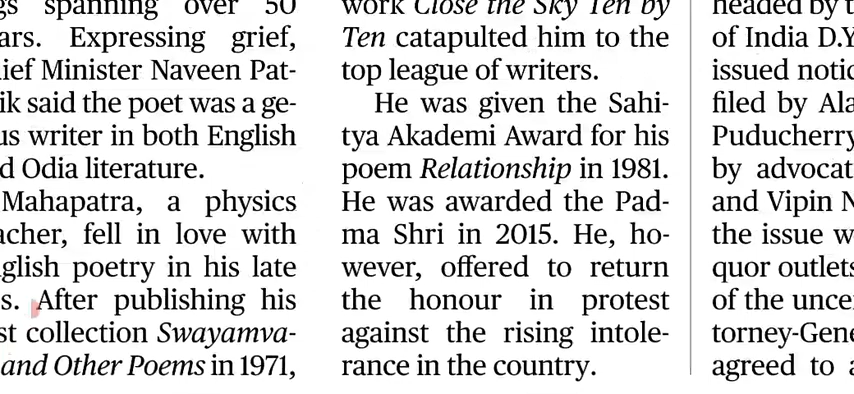 spanning over 50
Expressing grief,
Minister Naveen Pat-
ik said the poet was a ge-
us writer in both English
d Odia literature.
Mahapatra, a physics
acher, fell in love with
glish poetry in his late
s. After publishing his
st collection Swayamva-
and Other Poems in 1971,
work Close the Sky Ten by
Ten catapulted him to the
top league of writers.
He was given the Sahi-
tya Akademi Award for his
poem Relationship in 1981.
He was awarded the Pad-
ma Shri in 2015. He, ho-
wever, offered to return
the honour in protest
against the rising intole-
rance in the country.
headed by t
of India D.Y
issued notic
filed by Ala
Puducherry
by advocat
and Vipin N
the issue w
quor outlets
of the uncer
torney-Gene
agreed to a